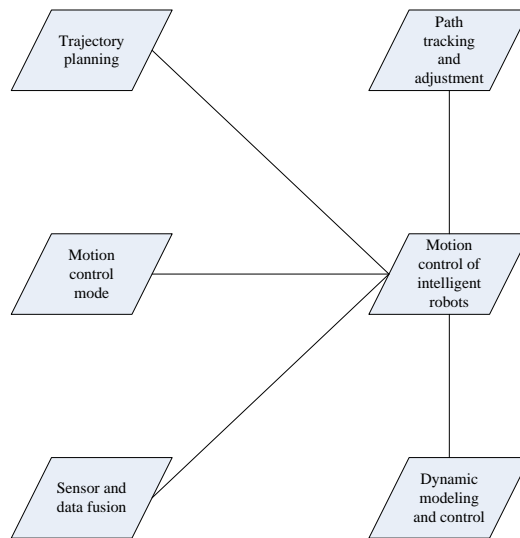 Trajectory
planning
Path
tracking
and
adjustment
Motion
control
mode
Motion
control of
intelligent
robots
Sensor and
data fusion
Dynamic
modeling
and control